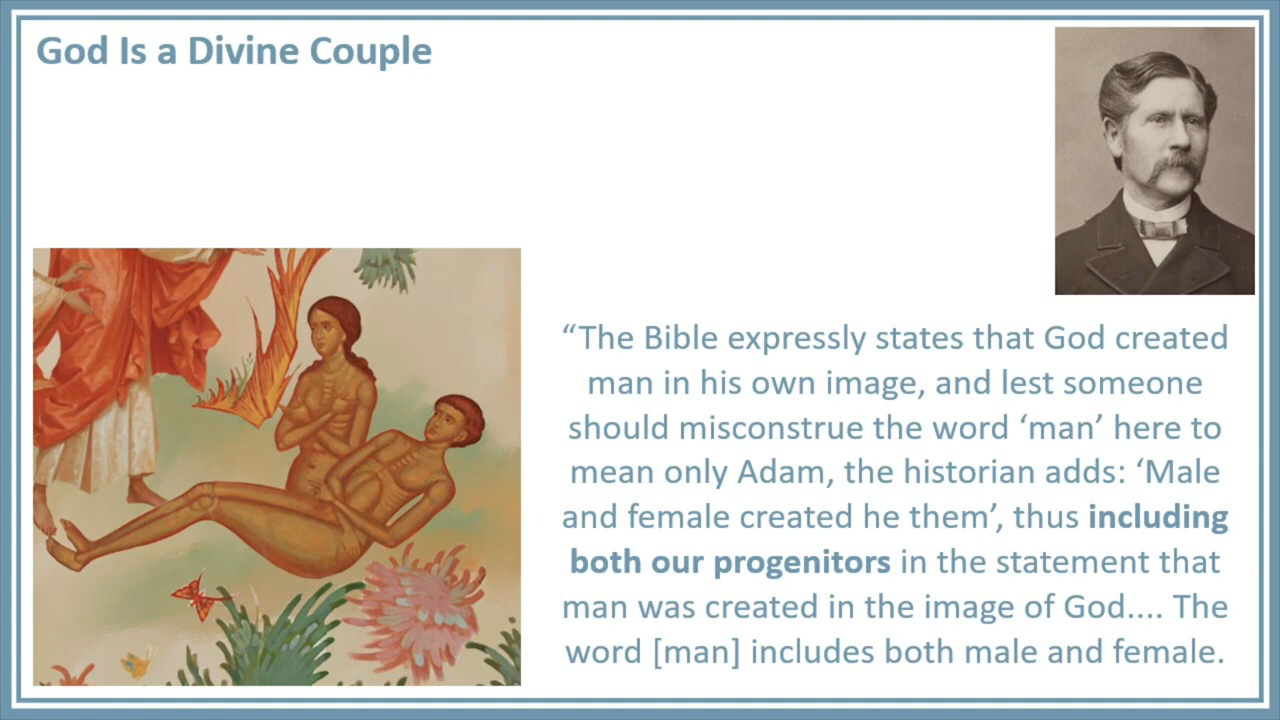 God Is a Divine Couple
“The Bible expressly states that God created
man in his own image, and lest someone
should misconstrue the word ‘man’ here to
mean only Adam, the historian adds: ‘Male
and female created he them’, thus including
both our progenitors in the statement that
man was created in the image of God.... The
word [man] includes both male and female.